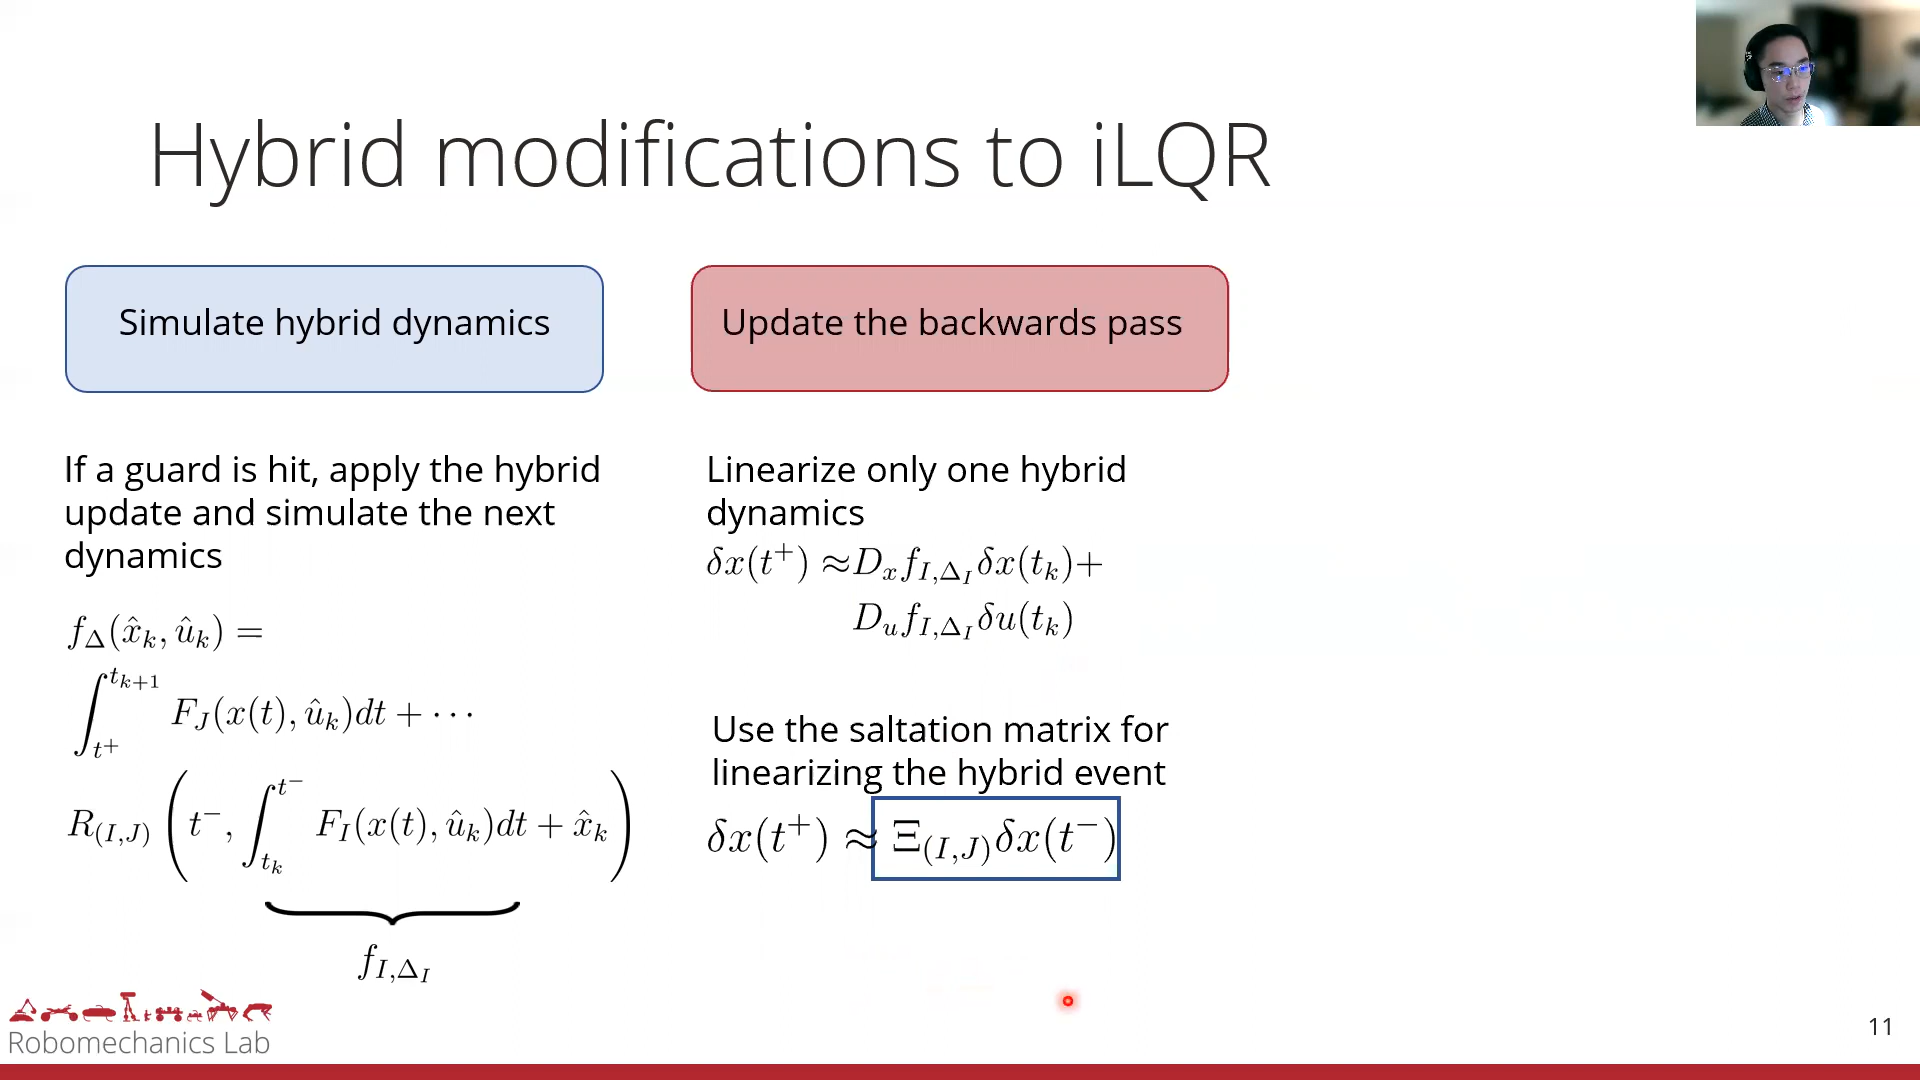 Hybrid modifications to iLQR
Simulate hybrid dynamics
If a guard is hit, apply the hybrid
update and simulate the next
dynamics
f_Δ(x̂_k, û_k) =
∫_{t^+}^{t_{k+1}} F_J(x(t), û_k)dt + ⋯
R_{(I,J)} (t^−, ∫_{t_k}^{t^−} F_I(x(t), û_k)dt + x̂_k)
f_{I,Δ_I}
Update the backwards pass
Linearize only one hybrid
dynamics
δx(t^+) ≈ D_x f_{I,Δ_I} δx(t_k)+
D_u f_{I,Δ_I} δu(t_k)
Use the saltation matrix for
linearizing the hybrid event
δx(t^+) ≈ Ξ_{(I,J)} δx(t^−)
Robomechanics Lab
11